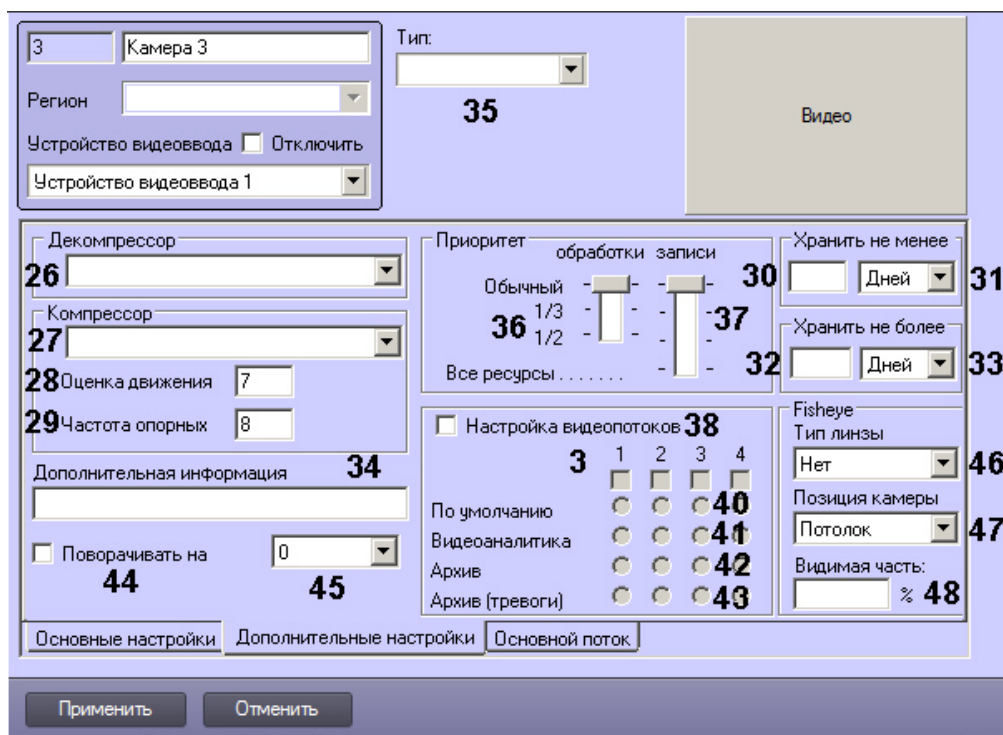 3 Камера 3
Тип:
35
Регион
Видео
Устройство видеоввода Отключить
Устройство видеоввода 1
Декомпрессор
26
Компрессор
27
28 Оценка движения 7
29 Частота опорных 8
Дополнительная информация 34
Поворачивать на 0
44 45
Приоритет
обработки записи
Обычный
1/3
36 37
1/2
Все ресурсы . . . . . . .
Настройка видеопотоков 38
3 1 2 3 4
По умолчанию 40
Видеоаналитика 41
Архив 42
Архив (тревоги) 43
Хранить не менее
30 Дней 31
Хранить не более
32 Дней 33
Fisheye
Тип линзы
Нет 46
Позиция камеры
Потолок 47
Видимая часть:
% 48
Основные настройки Дополнительные настройки Основной поток
Применить Отменить